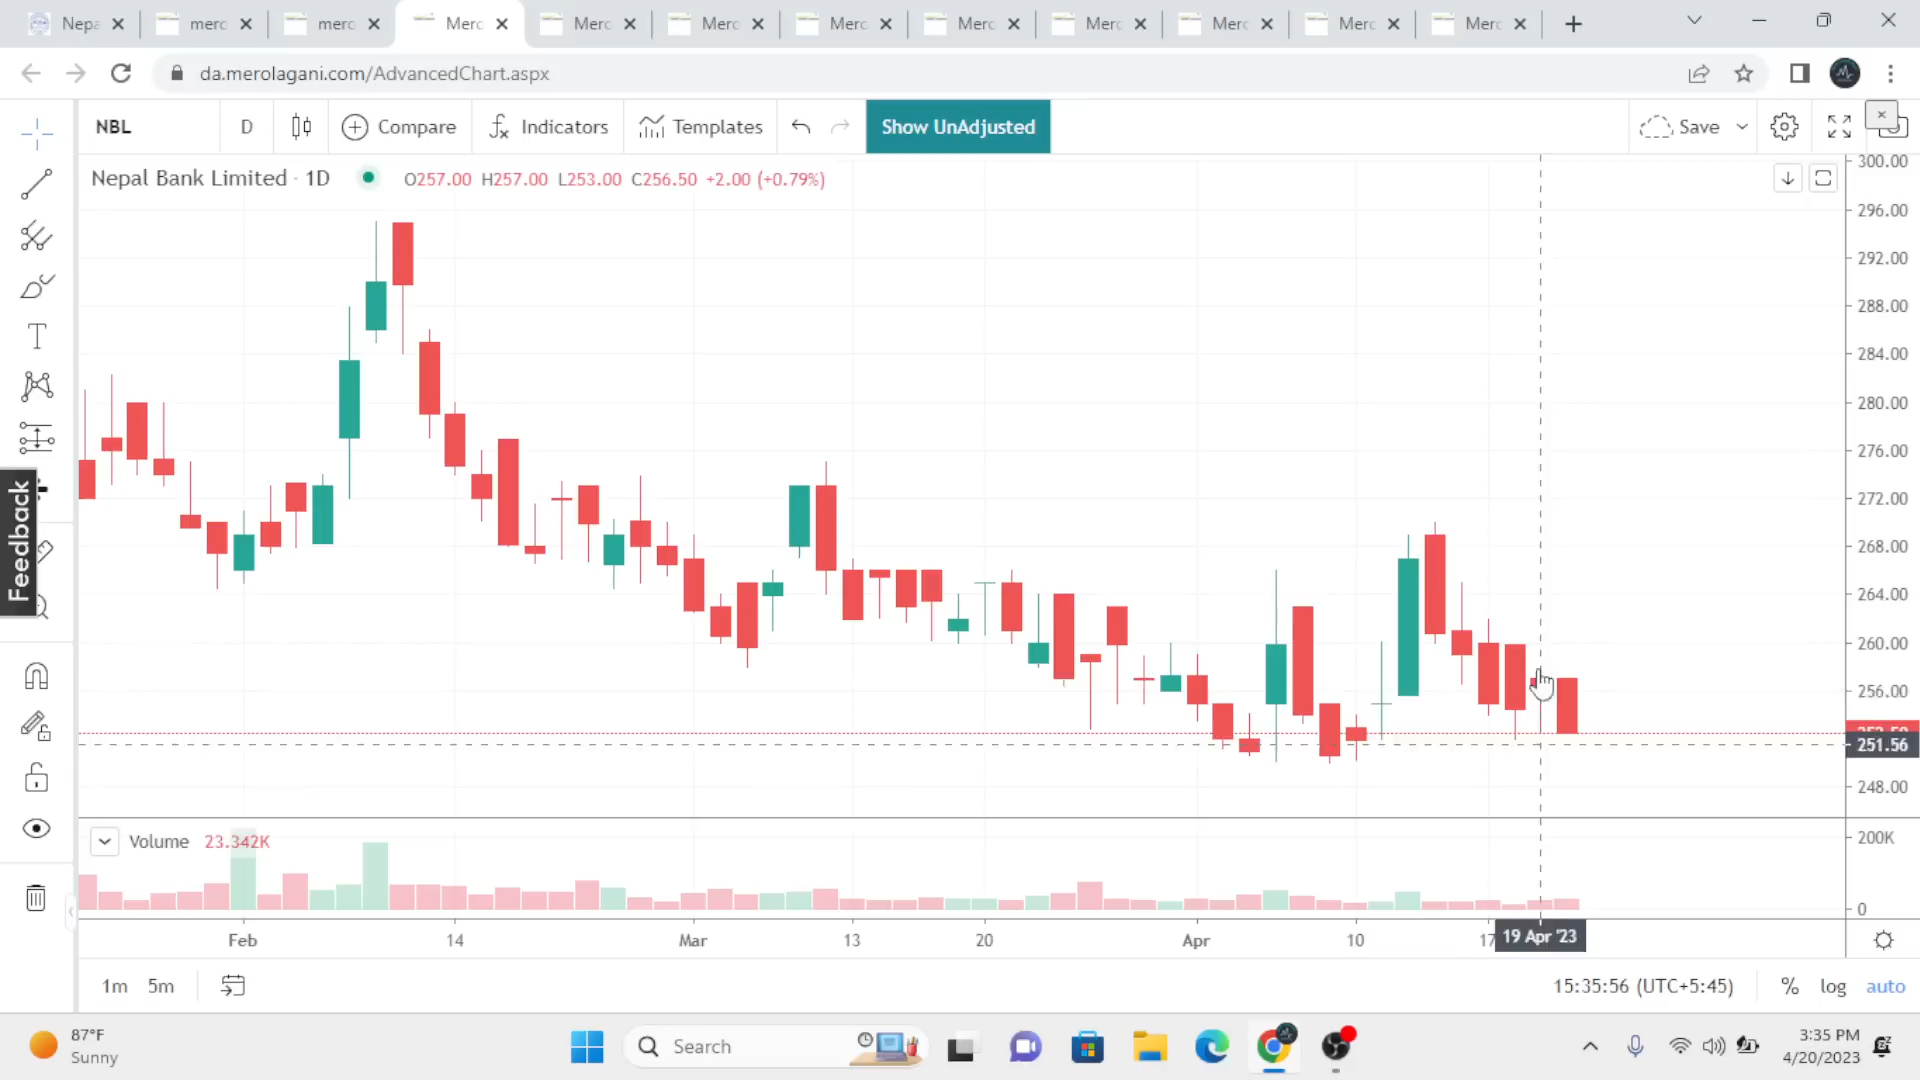 Nepa
merc
merc
Merc
Merc
Merc
Merc
Merc
Merc
Merc
Merc
Merc
da.merolagani.com/AdvancedChart.aspx
NBL
D
Compare
Indicators
Templates
Show UnAdjusted
Save
Nepal Bank Limited · 1D
O257.00 H257.00 L253.00 C256.50 +2.00 (+0.79%)
300.00
296.00
292.00
288.00
284.00
280.00
276.00
272.00
268.00
264.00
260.00
256.00
251.56
248.00
Feedback
Volume 23.342K
200K
0
Feb
14
Mar
13
20
Apr
10
17
19 Apr '23
1m
5m
15:35:56 (UTC+5:45)
%
log
auto
87°F
Sunny
Search
3:35 PM
4/20/2023